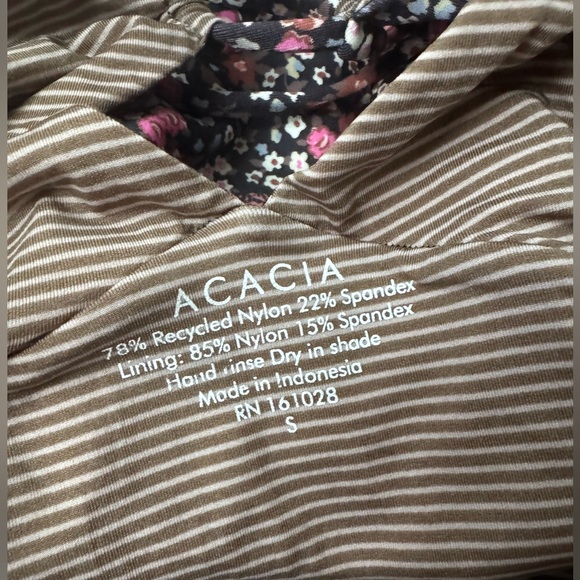 ACACIA
78% Recycled Nylon 22% Spandex
Lining: 85% Nylon 15% Spandex
Hand rinse Dry in shade
Made in Indonesia
RN 161028
S